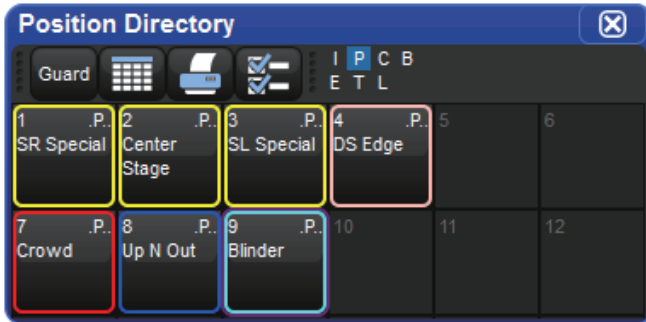 Position Directory
Guard
I P C B
E T L
1 .P..
SR Special
2 .P..
Center
Stage
3 .P..
SL Special
4 .P..
DS Edge
5
6
7 .P..
Crowd
8 .P..
Up N Out
9 .P..
Blinder
10
11
12